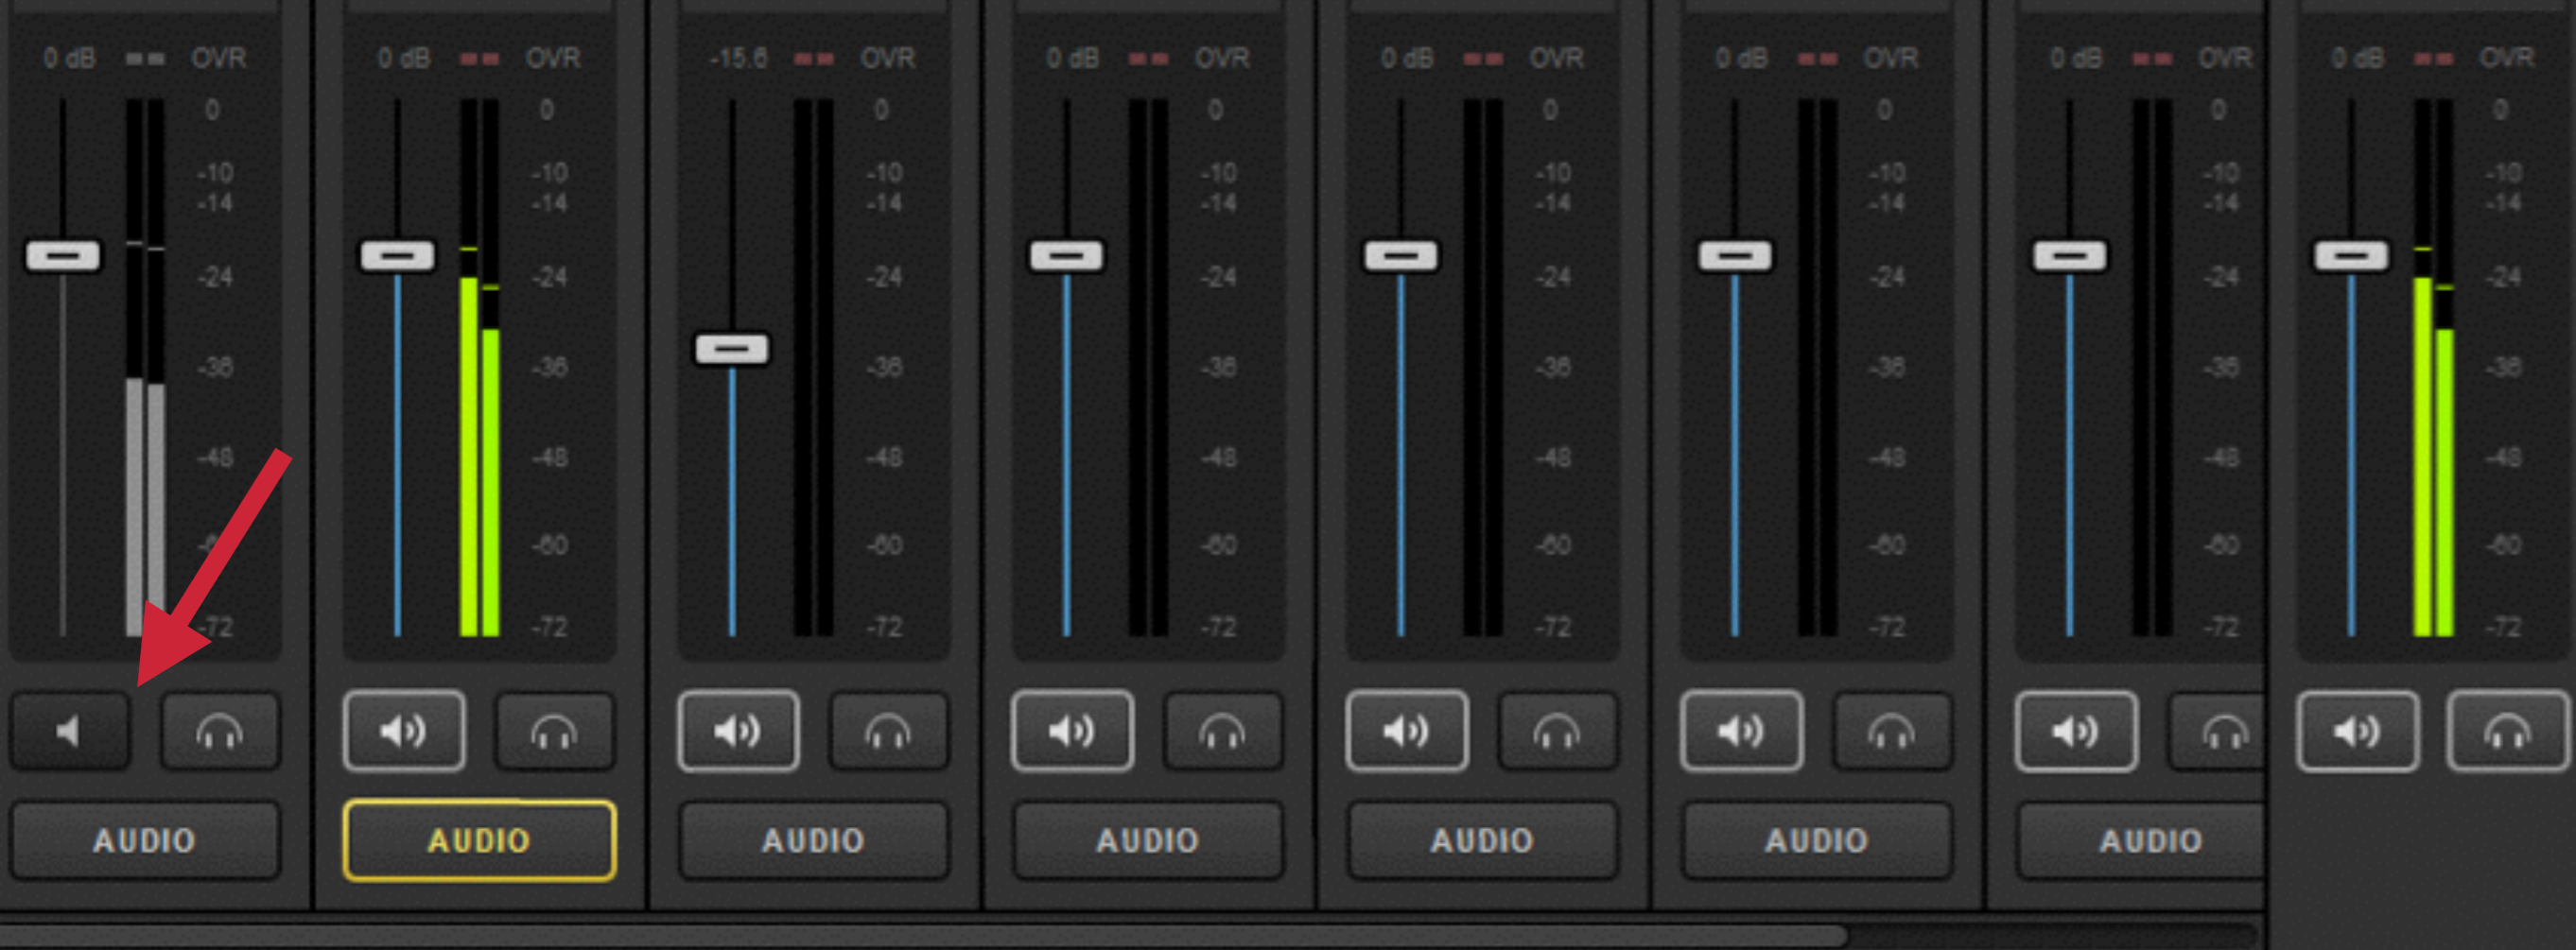 0 dB OVR 0 dB OVR -15.6 OVR 0 dB OVR 0 dB OVR 0 dB OVR 0 dB OVR 0 dB OVR
0 0 0 0 0 0 0 0
-10 -10 -10 -10 -10 -10 -10 -10
-14 -14 -14 -14 -14 -14 -14 -14
-24 -24 -24 -24 -24 -24 -24 -24
-36 -36 -36 -36 -36 -36 -36 -36
-48 -48 -48 -48 -48 -48 -48 -48
-60 -60 -60 -60 -60 -60 -60
-72 -72 -72 -72 -72 -72 -72 -72
AUDIO AUDIO AUDIO AUDIO AUDIO AUDIO AUDIO